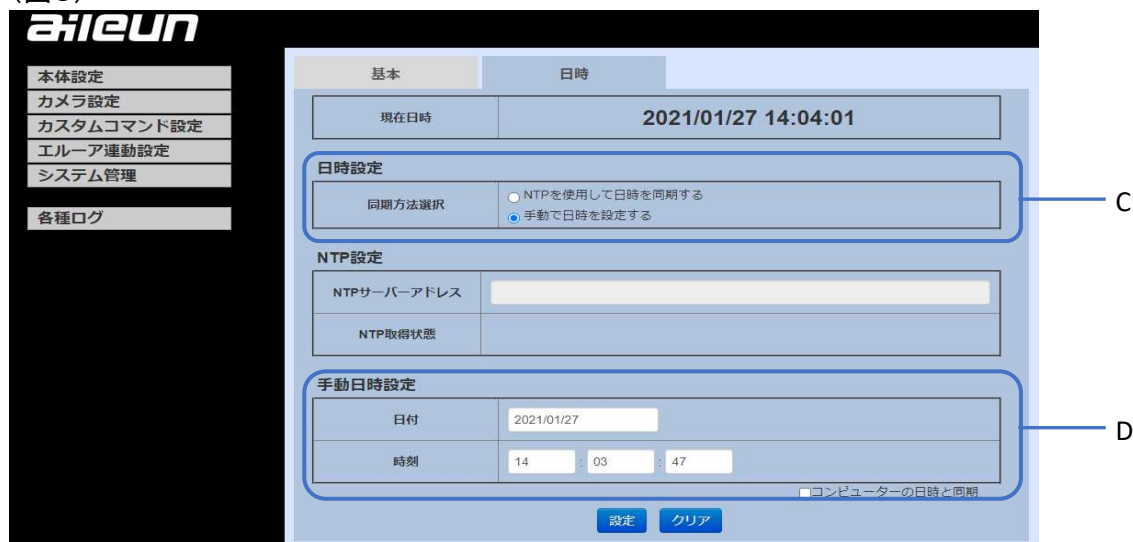 aileun
本体設定
カメラ設定
カスタムコマンド設定
エルーア連動設定
システム管理
各種ログ
基本 日時
現在日時 2021/01/27 14:04:01
日時設定
同期方法選択
NTPを使用して日時を同期する
手動で日時を設定する
C
NTP設定
NTPサーバーアドレス
NTP取得状態
手動日時設定
日付 2021/01/27
D
時刻 14 : 03 : 47
コンピューターの日時と同期
設定 クリア